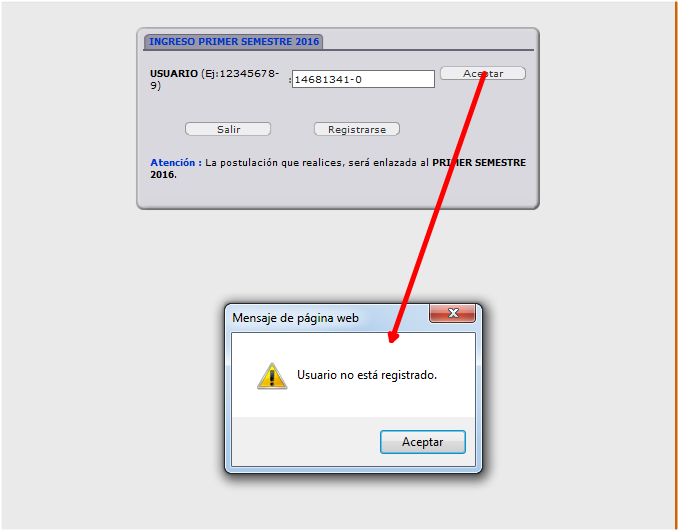 INGRESO PRIMER SEMESTRE 2016
USUARIO (Ej:12345678-
9)
:
14681341-0
Aceptar
Salir
Registrarse
Atención : La postulación que realices, será enlazada al PRIMER SEMESTRE
2016.
Mensaje de página web
Usuario no está registrado.
Aceptar